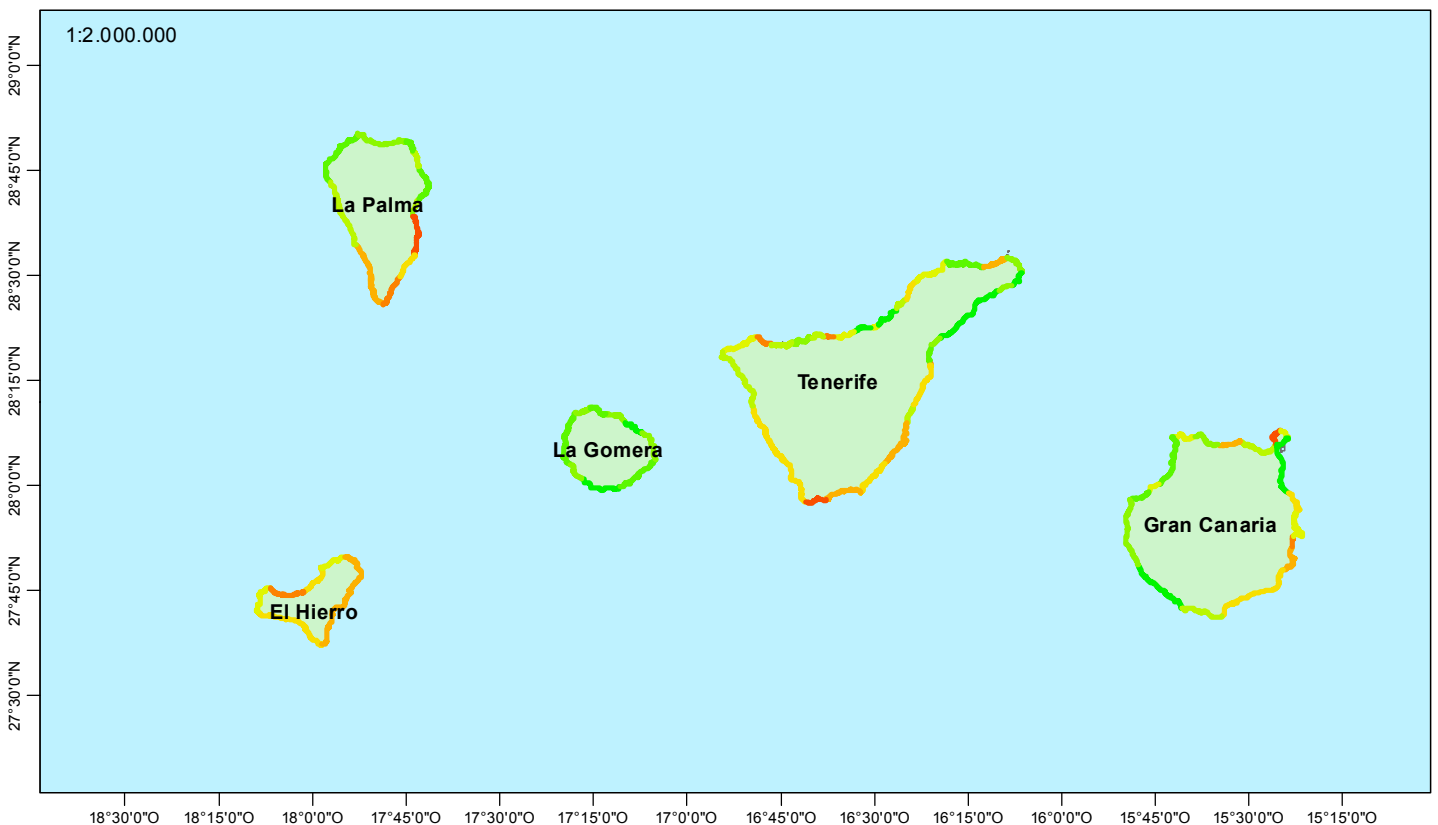 1:2.000.000
29°0'0"N
28°45'0"N
28°30'0"N
28°15'0"N
28°0'0"N
27°45'0"N
27°30'0"N
La Palma
Tenerife
La Gomera
Gran Canaria
El Hierro
18°30'0"O
18°15'0"O
18°0'0"O
17°45'0"O
17°30'0"O
17°15'0"O
17°0'0"O
16°45'0"O
16°30'0"O
16°15'0"O
16°0'0"O
15°45'0"O
15°30'0"O
15°15'0"O